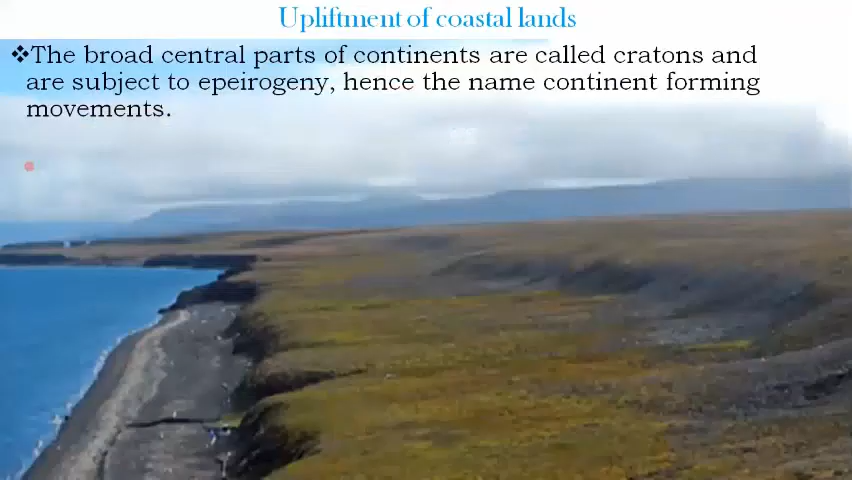 Upliftment of coastal lands
❖The broad central parts of continents are called cratons and
are subject to epeirogeny, hence the name continent forming
movements.